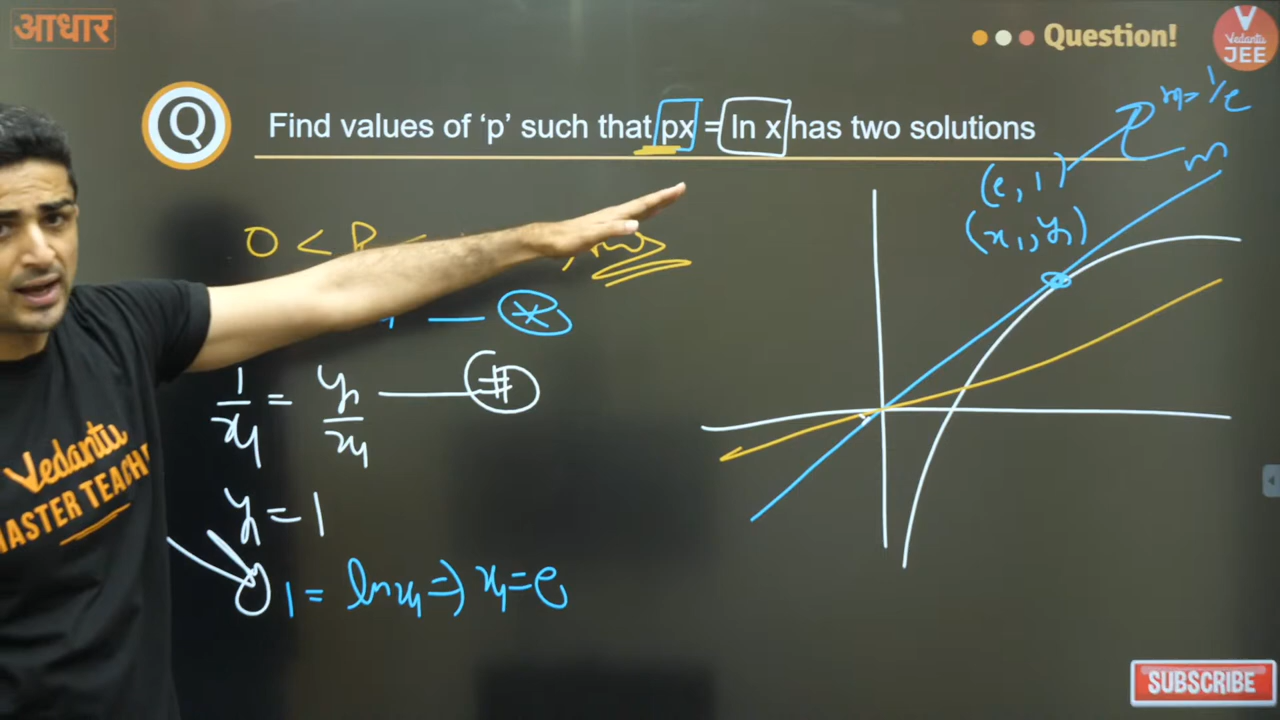 आधार
Question!
V
Vedantu
JEE
Q
Find values of 'p' such that px = ln x has two solutions
m = 1/e
m
(e, 1)
(x₁, y₁)
0 < P <
*
1/x₁ = y₁/x₁ — #
y₁ = 1
1 = ln x₁ ⇒ x₁ = e
Vedantu
MASTER TEACH
SUBSCRIBE